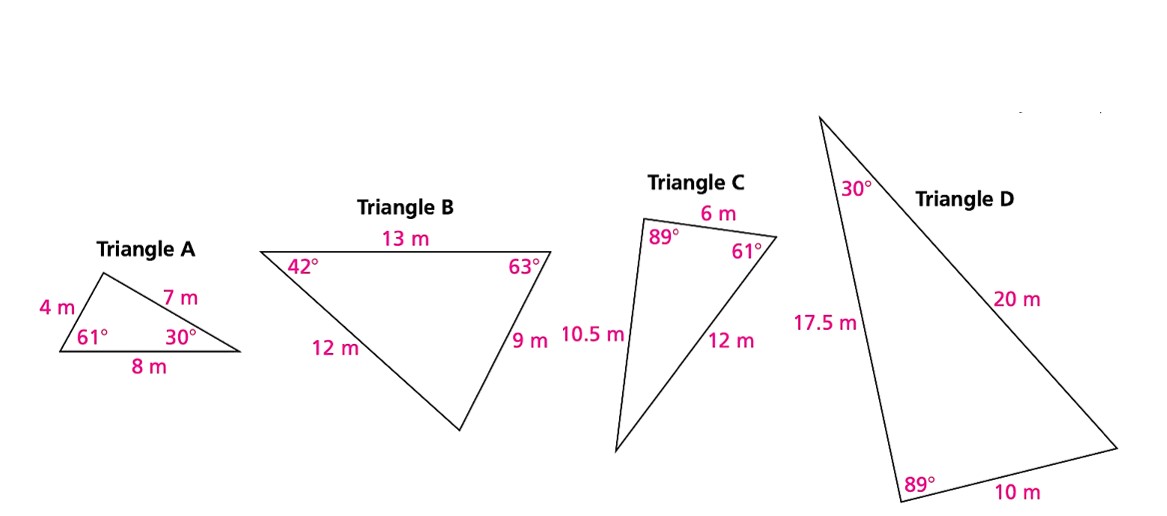 Triangle A
4 m
7 m
61°
30°
8 m
Triangle B
13 m
42°
63°
12 m
9 m
Triangle C
6 m
89°
61°
10.5 m
12 m
Triangle D
30°
20 m
17.5 m
89°
10 m